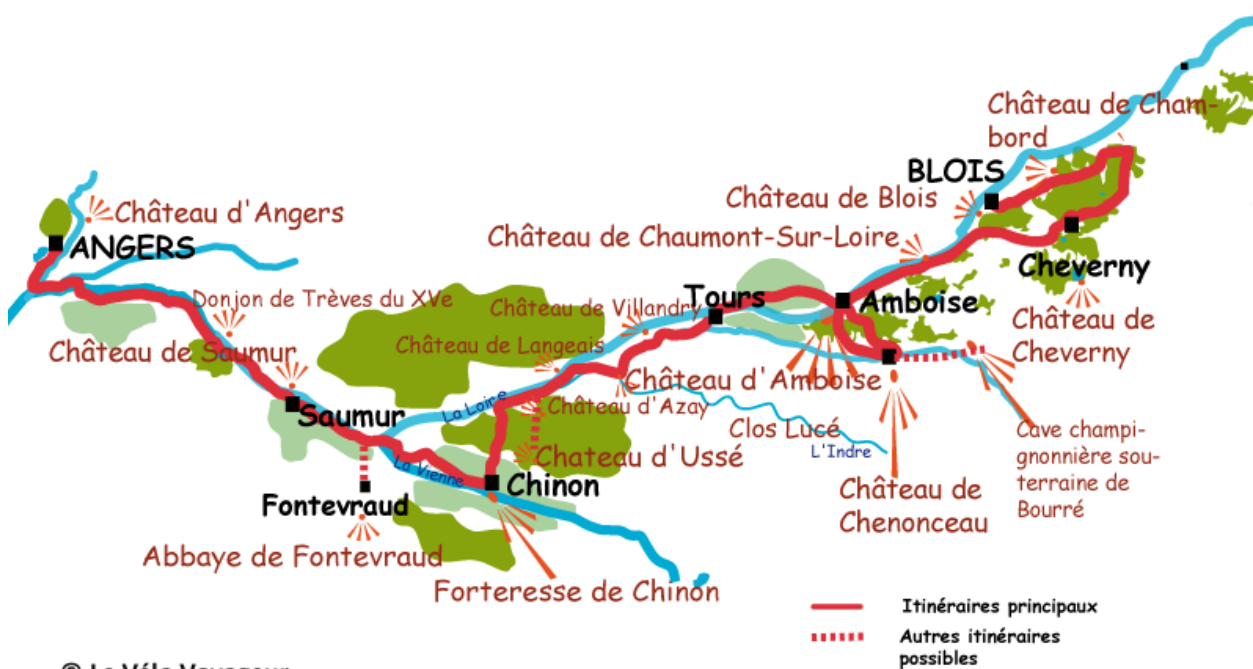 Château de Cham-
bord
BLOIS
Château de Blois
Château d'Angers
ANGERS
Château de Chaumont-Sur-Loire
Cheverny
Donjon de Trèves du XVe
Château de Villandry
Tours
Amboise
Château de
Cheverny
Château de Saumur
Château de Langeais
Château d'Amboise
Saumur
La Loire
Château d'Azay
Clos Lucé
L'Indre
Cave champi-
gnonnière sou-
terraine de
Bourré
La Vienne
Chateau d'Ussé
Chinon
Château de
Chenonceau
Fontevraud
Abbaye de Fontevraud
Forteresse de Chinon
Itinéraires principaux
Autres itinéraires
possibles
© Le Vélo Voyageur